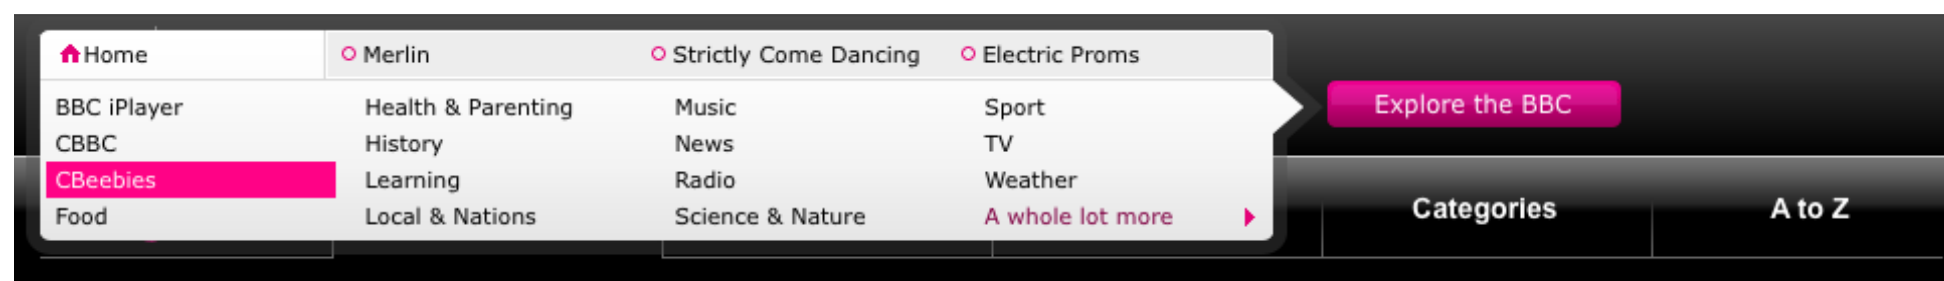 Home Merlin Strictly Come Dancing Electric Proms
BBC iPlayer Health & Parenting Music Sport
Explore the BBC
CBBC History News TV
CBeebies Learning Radio Weather
Food Local & Nations Science & Nature A whole lot more
Categories A to Z